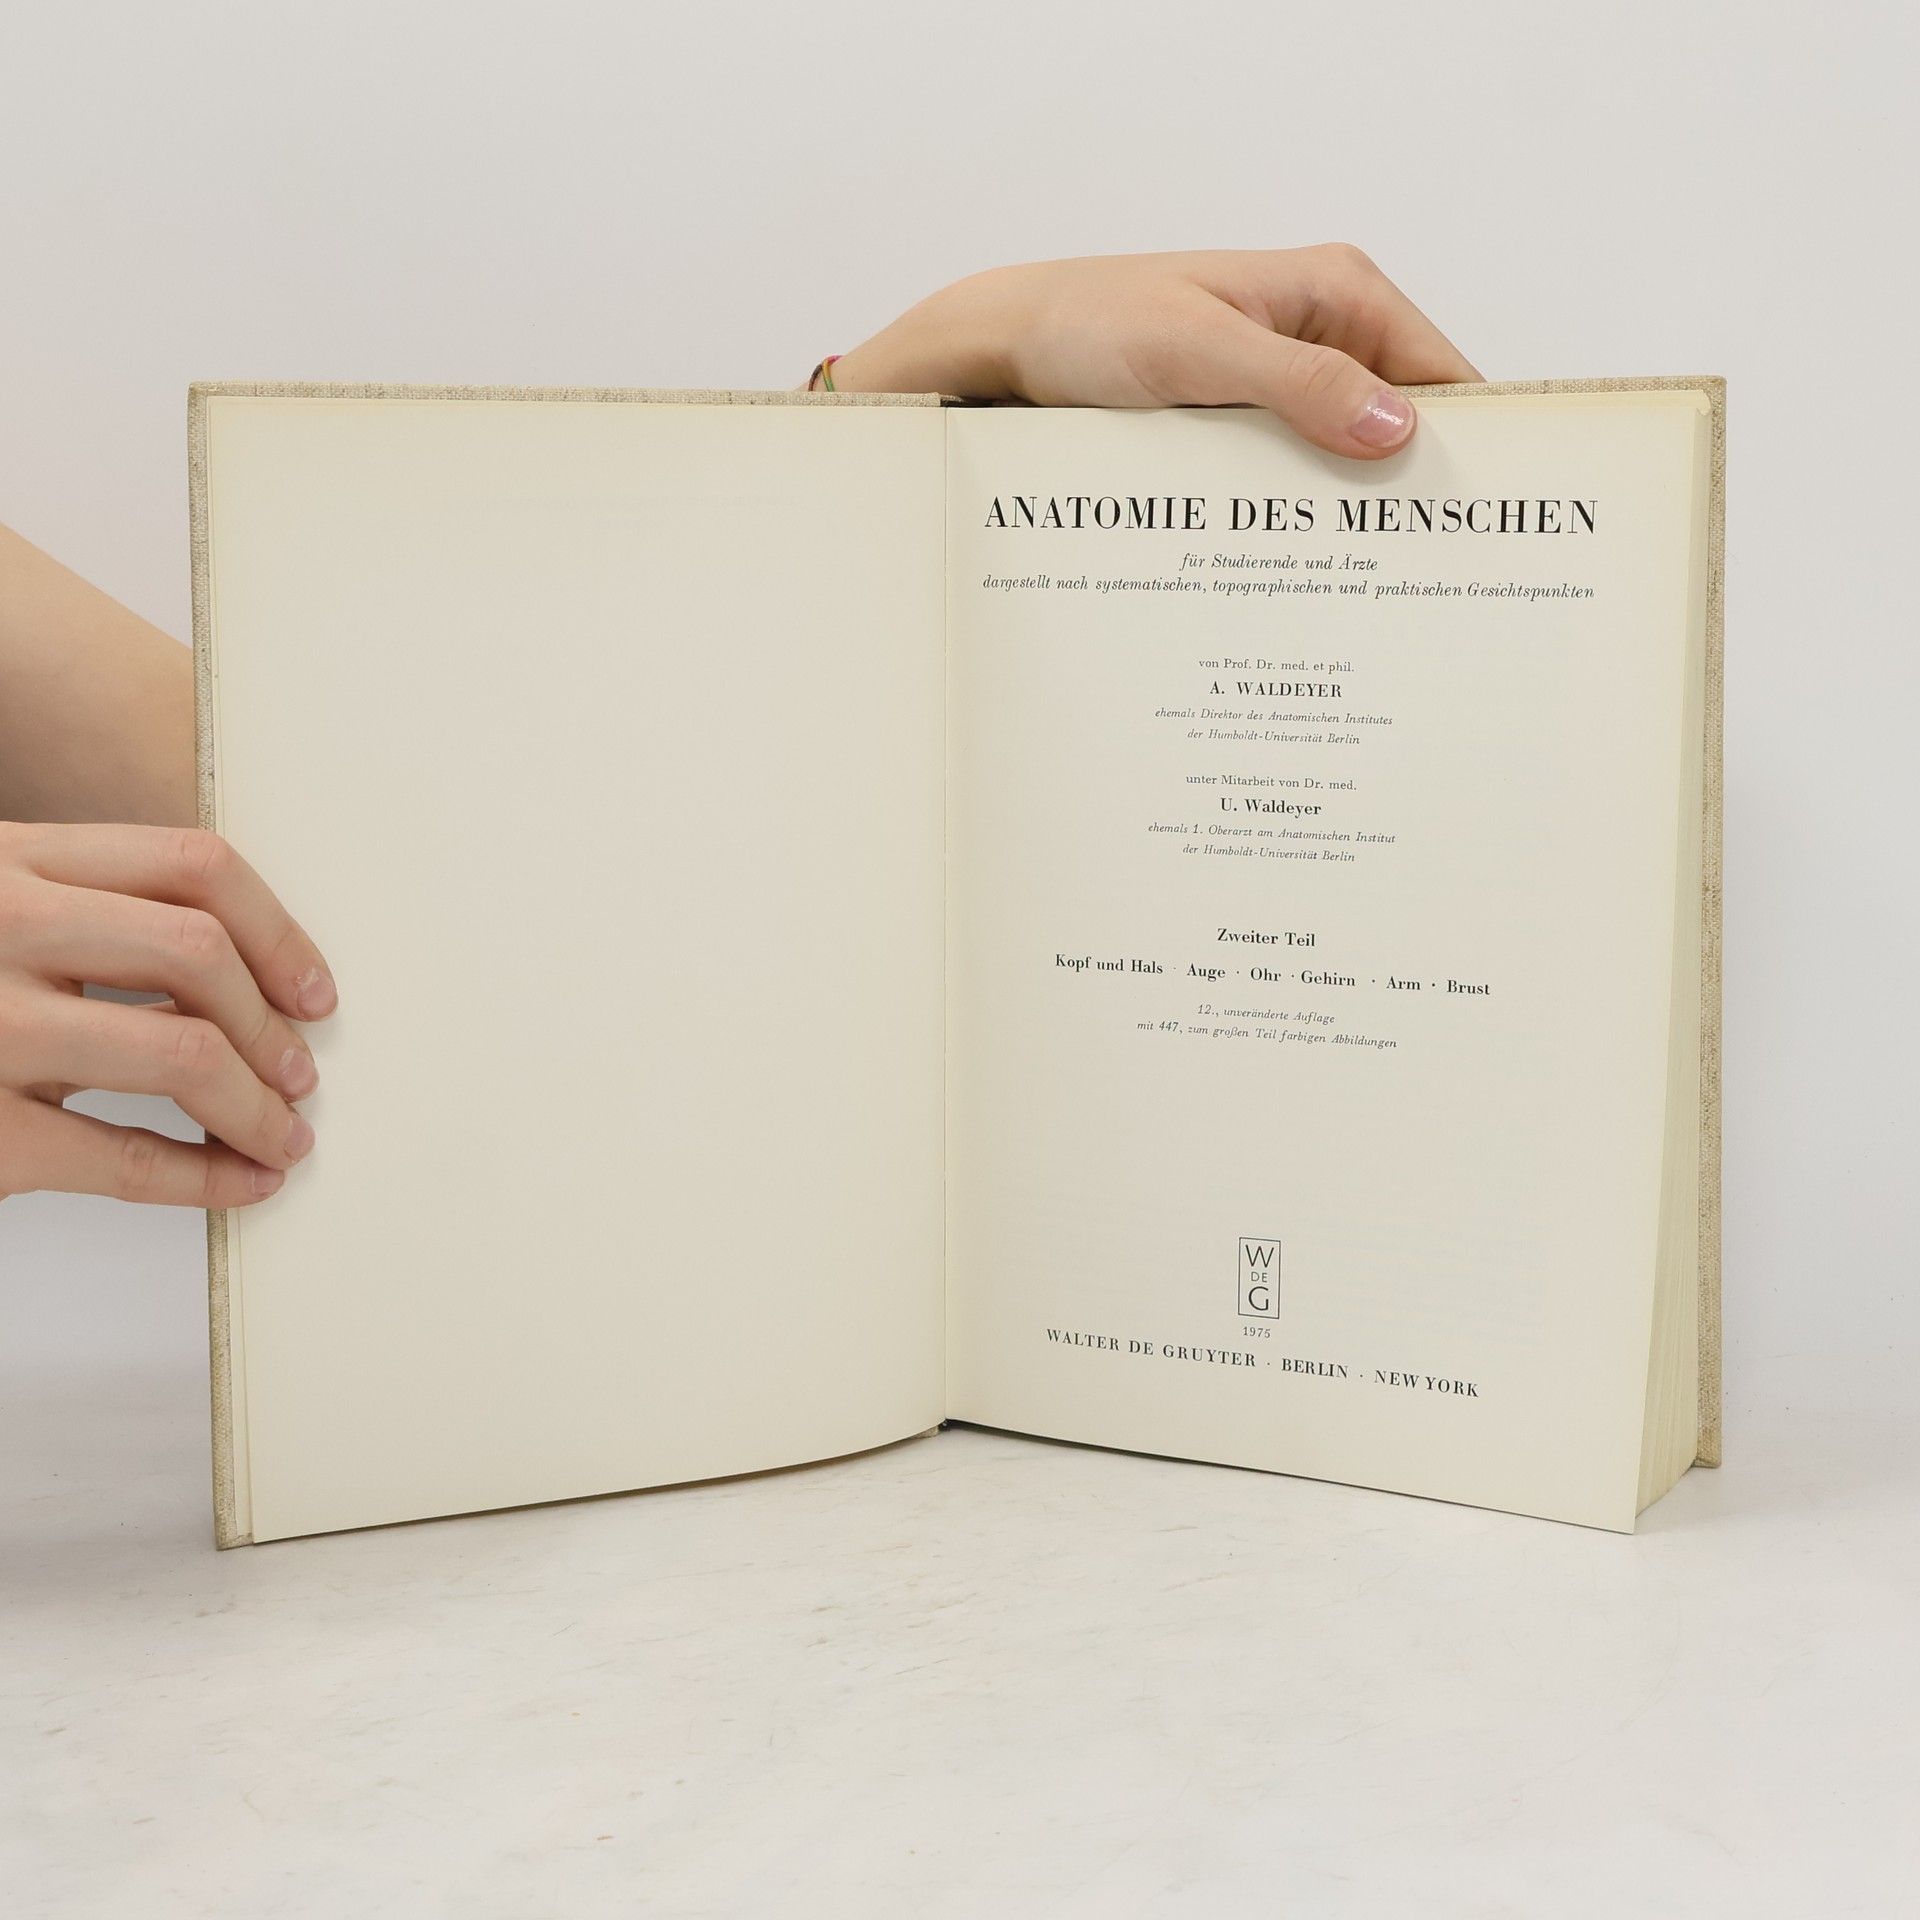 ANATOMIE DES MENSCHEN
für Studierende und Ärzte
dargestellt nach systematischen, topographischen und praktischen Gesichtspunkten
von Prof. Dr. med. et phil.
A. WALDEYER
ehemals Direktor des Anatomischen Institutes
der Humboldt-Universität Berlin
unter Mitarbeit von Dr. med.
U. Waldeyer
ehemals 1. Oberarzt am Anatomischen Institut
der Humboldt-Universität Berlin
Zweiter Teil
Kopf und Hals · Auge · Ohr · Gehirn · Arm · Brust
12., unveränderte Auflage
mit 447, zum großen Teil farbigen Abbildungen
W
DE
G
1975
WALTER DE GRUYTER · BERLIN · NEW YORK